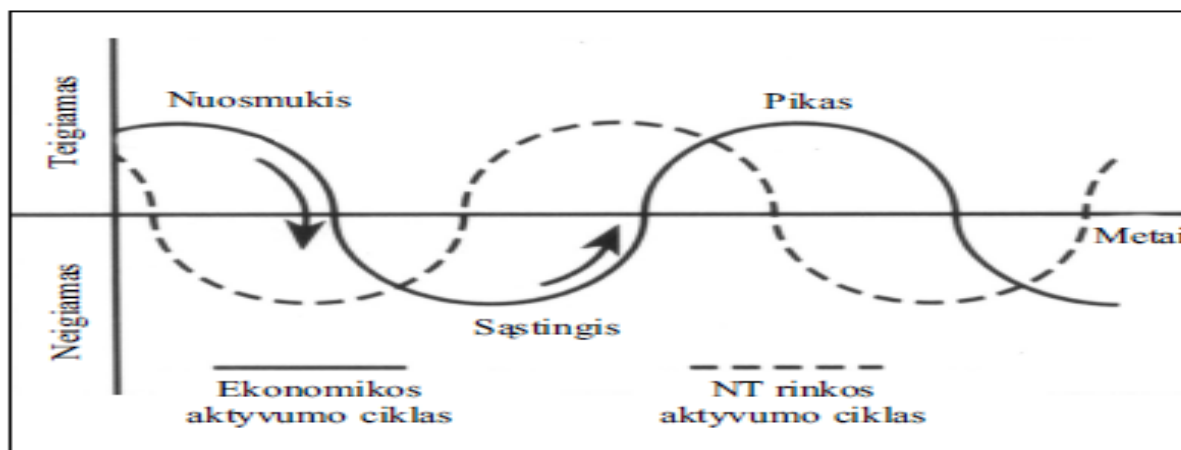 Teigiamas
Nuosmukis
Pikas
Metai
Neigiamas
Sąstingis
Ekonomikos
aktyvumo ciklas
NT rinkos
aktyvumo ciklas